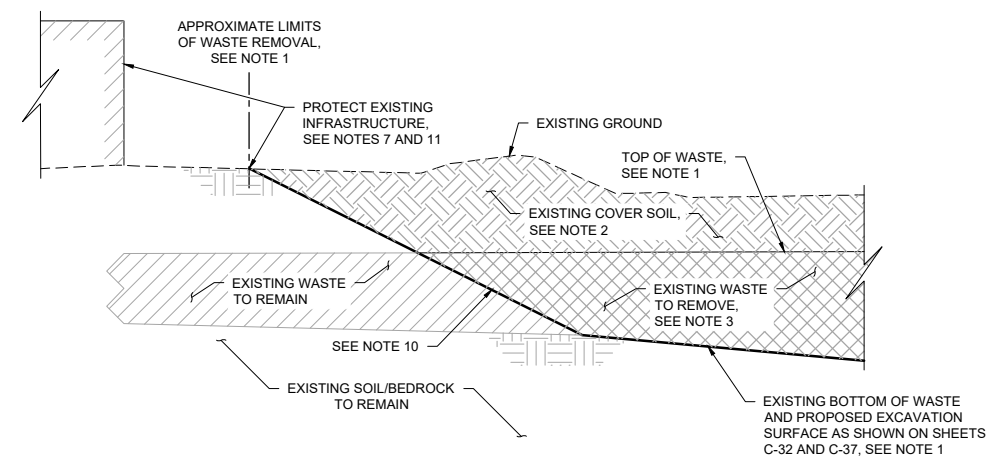 APPROXIMATE LIMITS
OF WASTE REMOVAL,
SEE NOTE 1
PROTECT EXISTING
INFRASTRUCTURE,
SEE NOTES 7 AND 11
EXISTING GROUND
TOP OF WASTE,
SEE NOTE 1
EXISTING COVER SOIL,
SEE NOTE 2
EXISTING WASTE
TO REMAIN
EXISTING WASTE
TO REMOVE,
SEE NOTE 3
SEE NOTE 10
EXISTING SOIL/BEDROCK
TO REMAIN
EXISTING BOTTOM OF WASTE
AND PROPOSED EXCAVATION
SURFACE AS SHOWN ON SHEETS
C-32 AND C-37, SEE NOTE 1